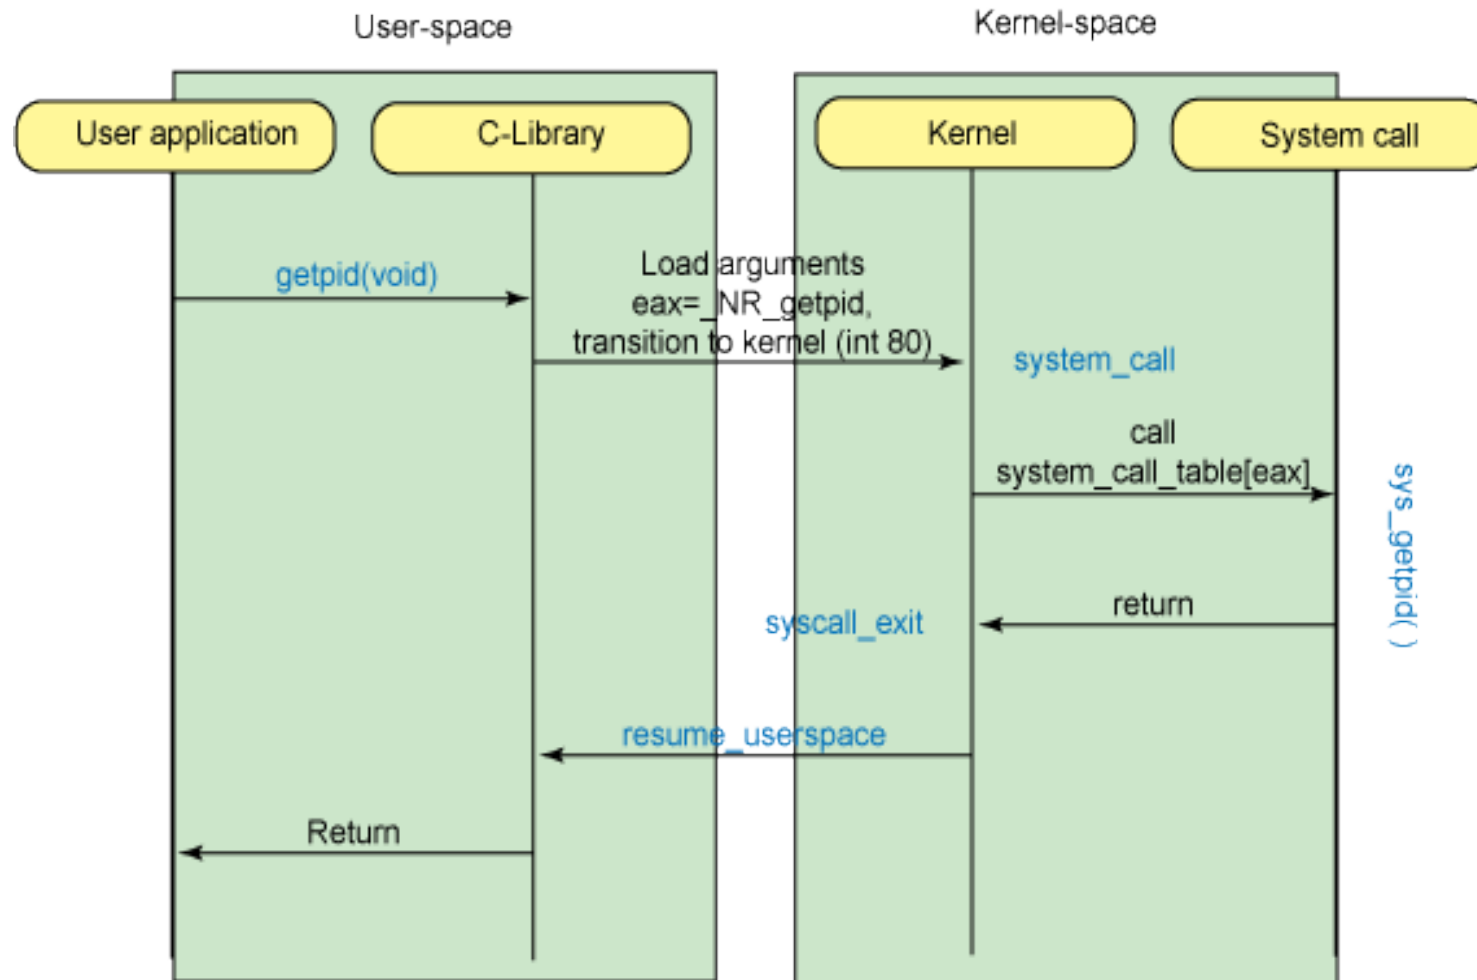 User-space
Kernel-space
User application
C-Library
Kernel
System call
getpid(void)
Load arguments
eax=_NR_getpid,
transition to kernel (int 80)
system_call
call
system_call_table[eax]
sys_getpid( )
return
syscall_exit
resume_userspace
Return